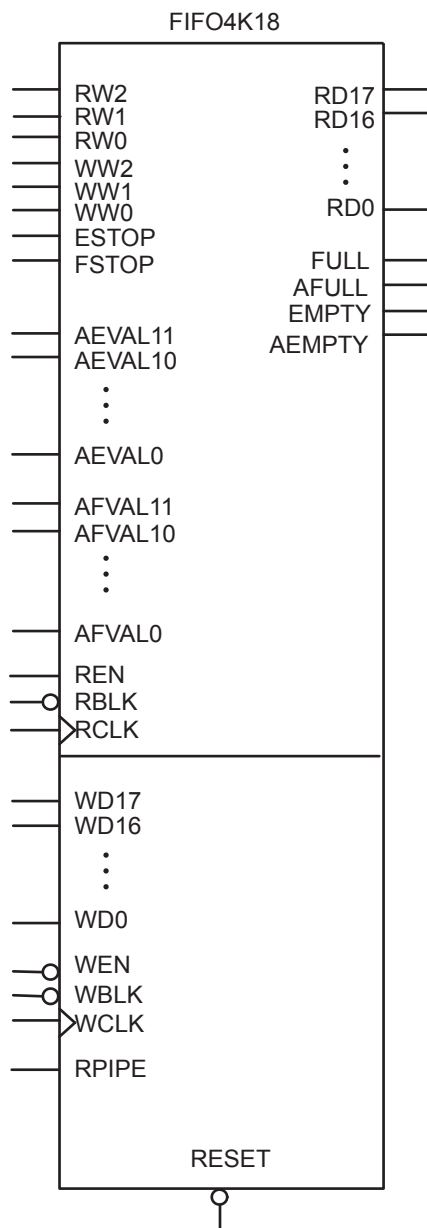 FIFO4K18
RW2
RD17
RW1
RD16
RW0
WW2
WW1
WW0
RD0
ESTOP
FSTOP
FULL
AFULL
EMPTY
AEVAL11
AEMPTY
AEVAL10
AEVAL0
AFVAL11
AFVAL10
AFVAL0
REN
RBLK
RCLK
WD17
WD16
WD0
WEN
WBLK
WCLK
RPIPE
RESET